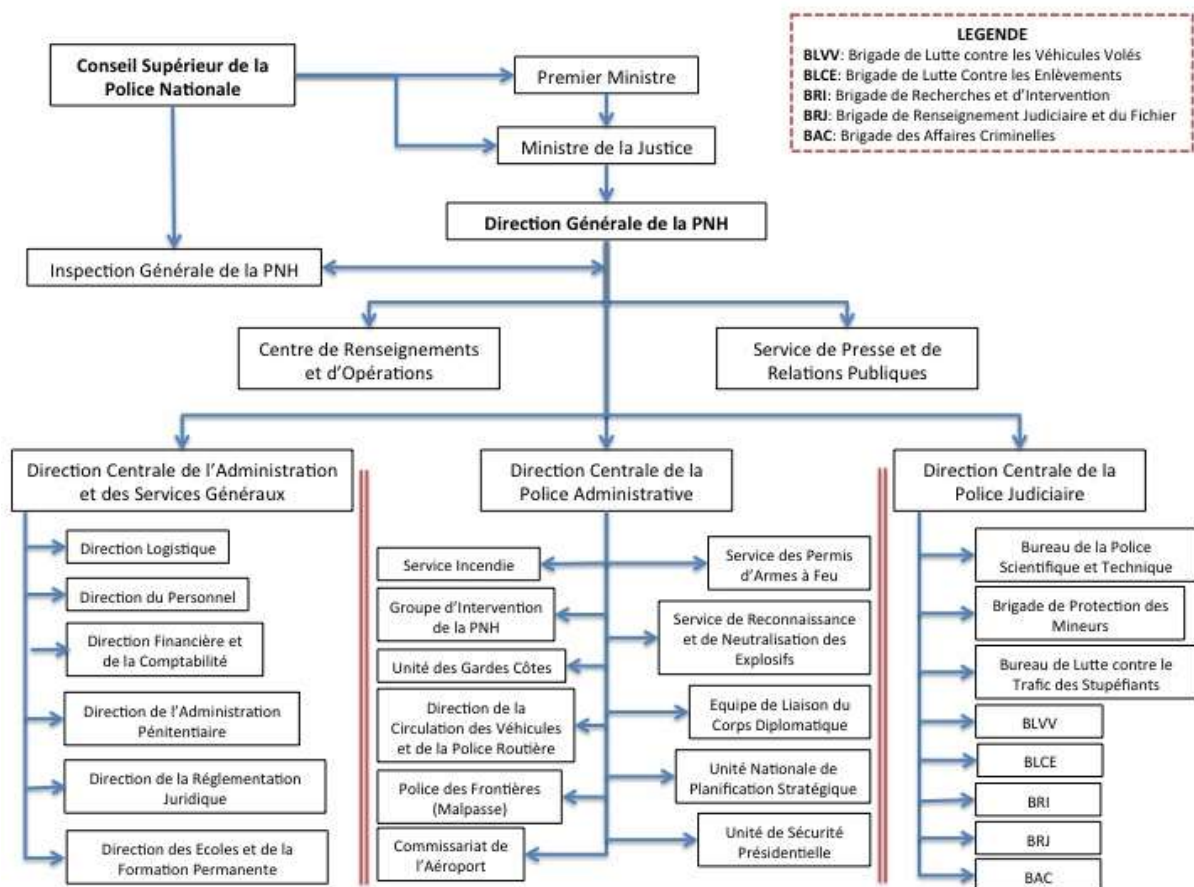 Conseil Supérieur de la
Police Nationale
Premier Ministre
Ministre de la Justice
LEGENDE
BLVV: Brigade de Lutte contre les Véhicules Volés
BLCE: Brigade de Lutte Contre les Enlèvements
BRI: Brigade de Recherches et d'Intervention
BRJ: Brigade de Renseignement Judiciaire et du Fichier
BAC: Brigade des Affaires Criminelles
Direction Générale de la PNH
Inspection Générale de la PNH
Centre de Renseignements
et d'Opérations
Service de Presse et de
Relations Publiques
Direction Centrale de l'Administration
et des Services Généraux
Direction Logistique
Direction du Personnel
Direction Financière et
de la Comptabilité
Direction de l'Administration
Pénitentiaire
Direction de la Réglementation
Juridique
Direction des Ecoles et de la
Formation Permanente
Direction Centrale de la
Police Administrative
Service Incendie
Groupe d'Intervention
de la PNH
Unité des Gardes Côtes
Direction de la
Circulation des Véhicules
et de la Police Routière
Police des Frontières
(Malpasse)
Commissariat de
l'Aéroport
Service des Permis
d'Armes à Feu
Service de Reconnaissance
et de Neutralisation des
Explosifs
Equipe de Liaison du
Corps Diplomatique
Unité Nationale de
Planification Stratégique
Unité de Sécurité
Présidentielle
Direction Centrale de la
Police Judiciaire
Bureau de la Police
Scientifique et Technique
Brigade de Protection des
Mineurs
Bureau de Lutte contre le
Trafic des Stupéfiants
BLVV
BLCE
BRI
BRJ
BAC